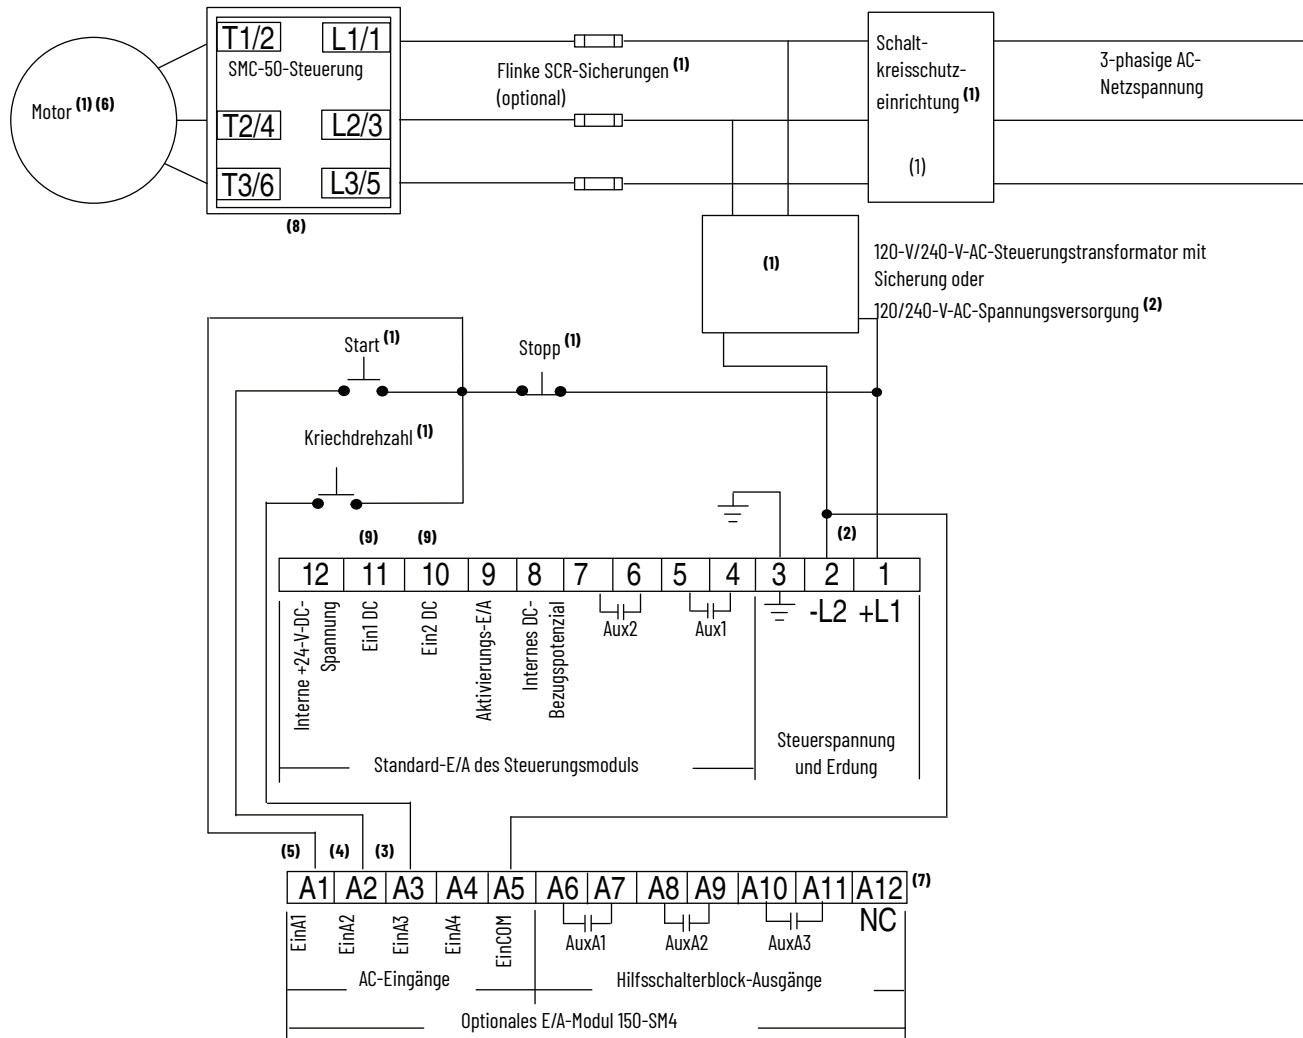 T1/2
L1/1
SMC-50-Steuerung
T2/4
L2/3
T3/6
L3/5
(8)
Motor (1) (6)
Flinke SCR-Sicherungen (1)
(optional)
Schalt-
kreisschutz-
einrichtung (1)
(1)
3-phasige AC-
Netzspannung
(1)
120-V/240-V-AC-Steuerungstransformator mit
Sicherung oder
120/240-V-AC-Spannungsversorgung (2)
Start (1)
Stopp (1)
Kriechdrehzahl (1)
(9)
(9)
(2)
12
11
10
9
8
7
6
5
4
3
2
1
Interne +24-V-DC-
Spannung
Ein1 DC
Ein2 DC
Aktivierungs-E/A
Internes DC-
Bezugspotenzial
Aux2
Aux1
-L2
+L1
Standard-E/A des Steuerungsmoduls
Steuerspannung
und Erdung
(5)
(4)
(3)
A1
A2
A3
A4
A5
A6
A7
A8
A9
A10
A11
A12
(7)
EinA1
EinA2
EinA3
EinA4
EinCOM
AuxA1
AuxA2
AuxA3
NC
AC-Eingänge
Hilfsschalterblock-Ausgänge
Optionales E/A-Modul 150-SM4